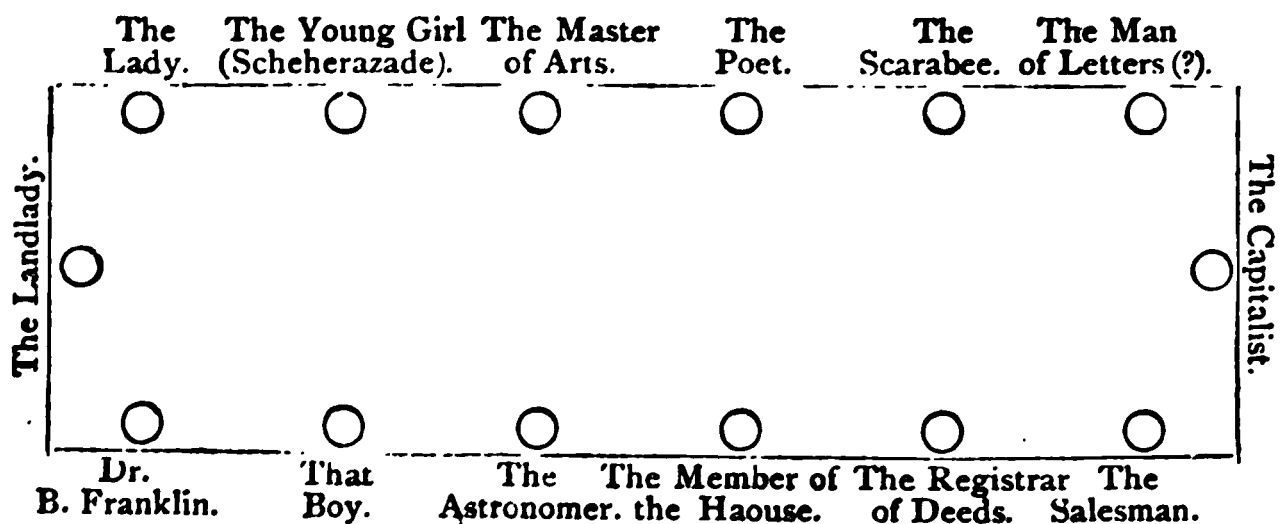 The The Young Girl The Master The The The Man
Lady. (Scheherazade). of Arts. Poet. Scarabee. of Letters (?).
The Landlady.
The Capitalist.
Dr. That The The Member of The Registrar The
B. Franklin. Boy. Astronomer. the Haouse. of Deeds. Salesman.